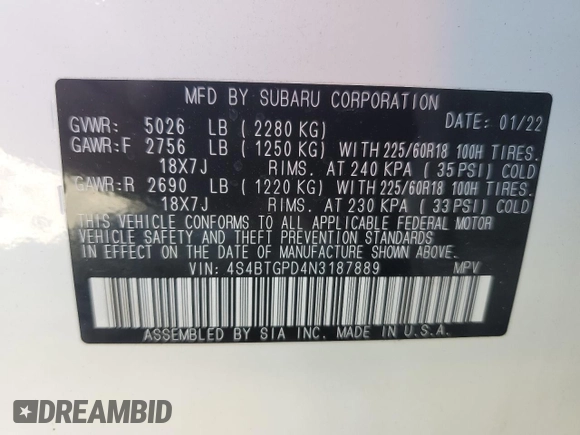 MFD BY SUBARU CORPORATION
GVWR: 5026 LB (2280 KG) DATE: 01/22
GAWR:F 2756 LB (1250 KG) WITH 225/60R18 100H TIRES.
18X7J RIMS. AT 240 KPA (35 PSI) COLD
GAWR:R 2690 LB (1220 KG) WITH 225/60R18 100H TIRES.
18X7J RIMS. AT 230 KPA (33 PSI) COLD
THIS VEHICLE CONFORMS TO ALL APPLICABLE FEDERAL MOTOR
VEHICLE SAFETY AND THEFT PREVENTION STANDARDS
IN EFFECT ON THE DATE OF MANUFACTURE SHOWN ABOVE.
VIN: 4S4BTGPD4N3187889 MPV
ASSEMBLED BY SIA INC. MADE IN U.S.A.
DREAMBID